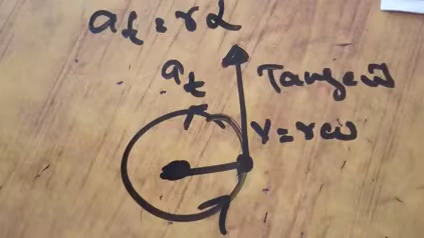 at = rα
at
Tangent
v = rω